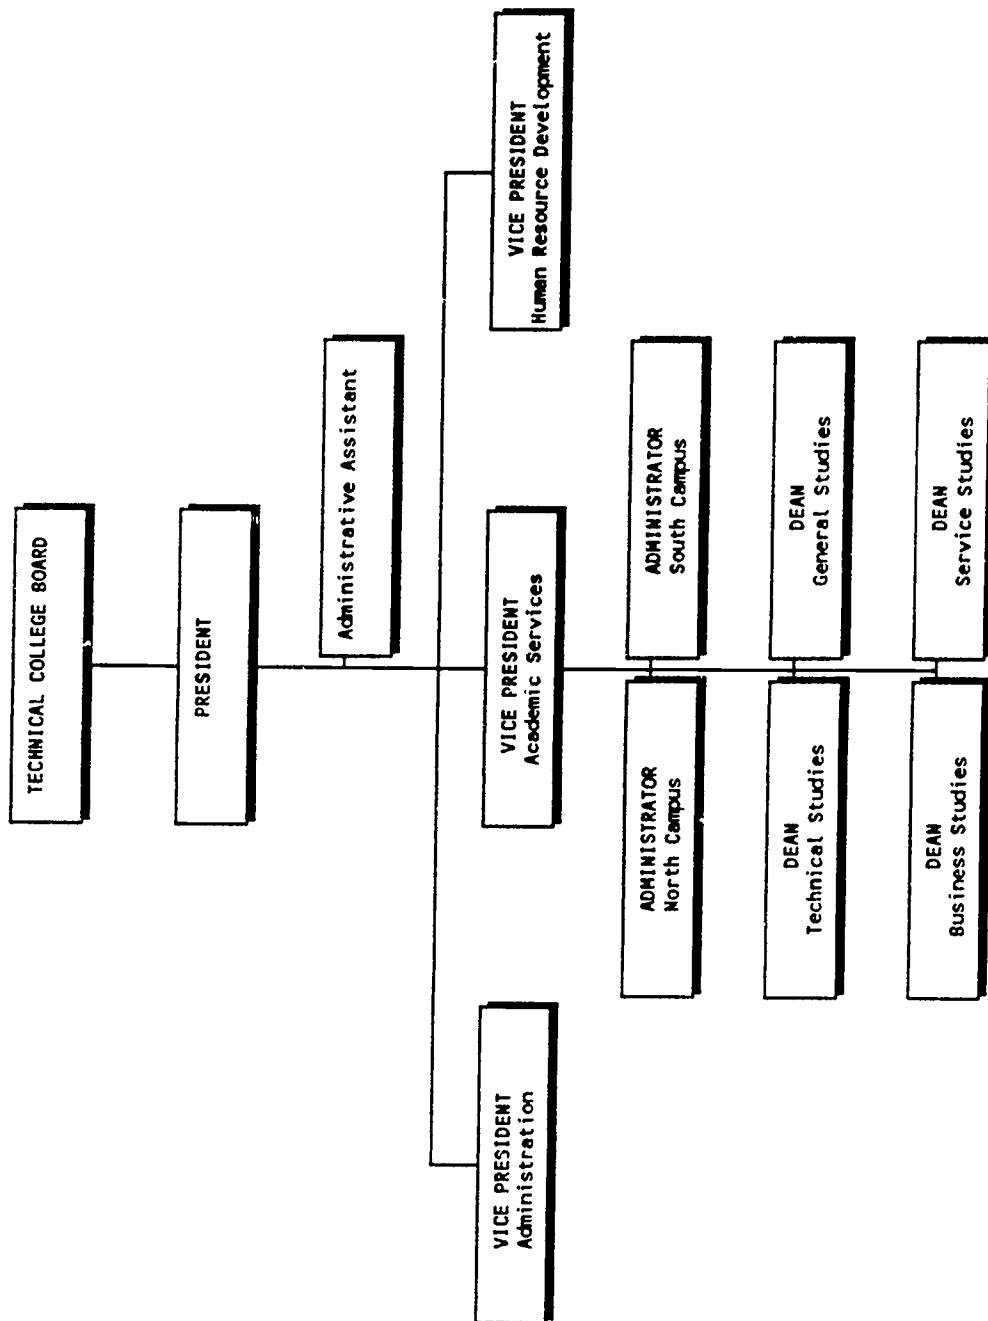 TECHNICAL COLLEGE BOARD
PRESIDENT
Administrative Assistant
VICE PRESIDENT
Administration
VICE PRESIDENT
Academic Services
VICE PRESIDENT
Human Resource Development
ADMINISTRATOR
North Campus
ADMINISTRATOR
South Campus
DEAN
Technical Studies
DEAN
General Studies
DEAN
Business Studies
DEAN
Service Studies